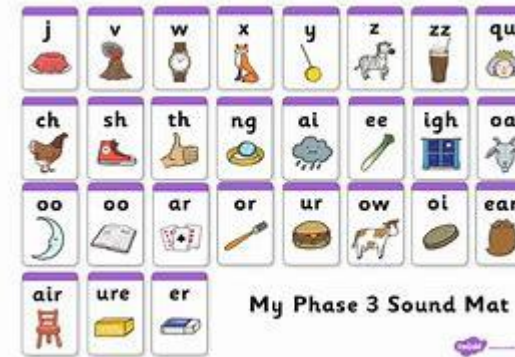 j v w x y z zz qu
ch sh th ng ai ee igh oa
oo oo ar or ur ow oi ear
air ure er
My Phase 3 Sound Mat
twinkl